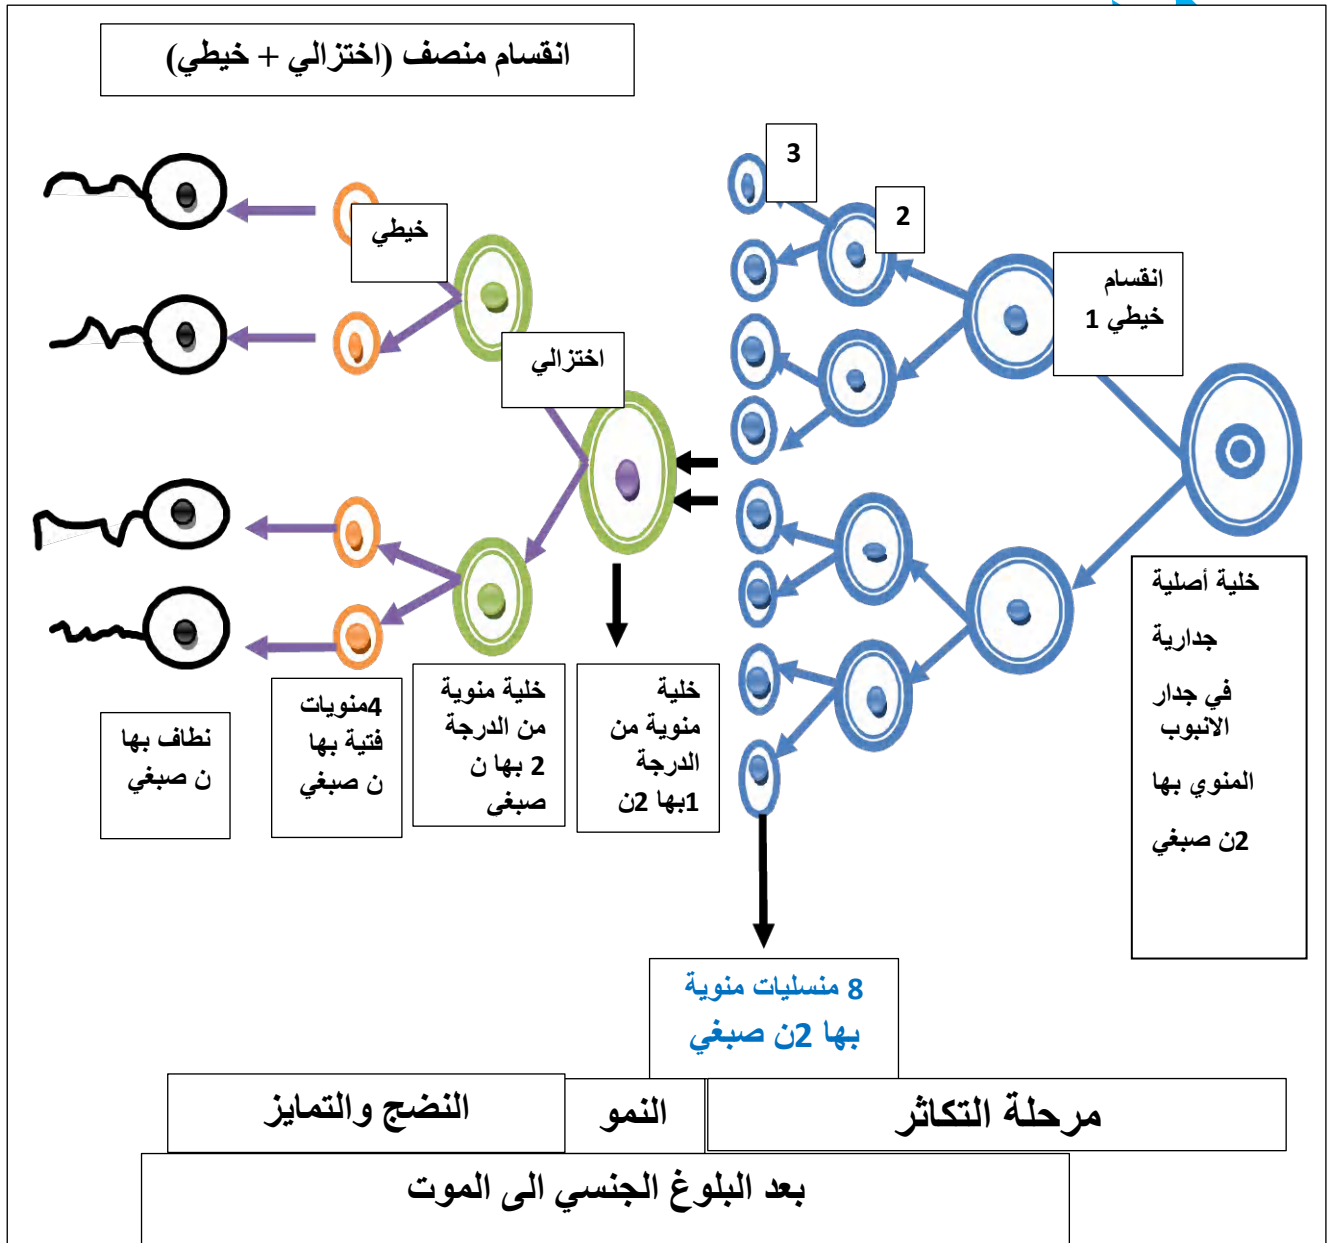 انقسام منصف (اختزالي + خيطي)
3
2
انقسام
خيطي 1
خيطي
اختزالي
خلية أصلية
جدارية
في جدار
الانبوب
المنوي بها
2ن صبغي
خلية
منوية من
الدرجة
1بها 2ن
خلية منوية
من الدرجة
2 بها ن
صبغي
4منويات
فتية بها
ن صبغي
نطاف بها
ن صبغي
8 منسليات منوية
بها 2ن صبغي
مرحلة التكاثر
النمو
النضج والتمايز
بعد البلوغ الجنسي الى الموت